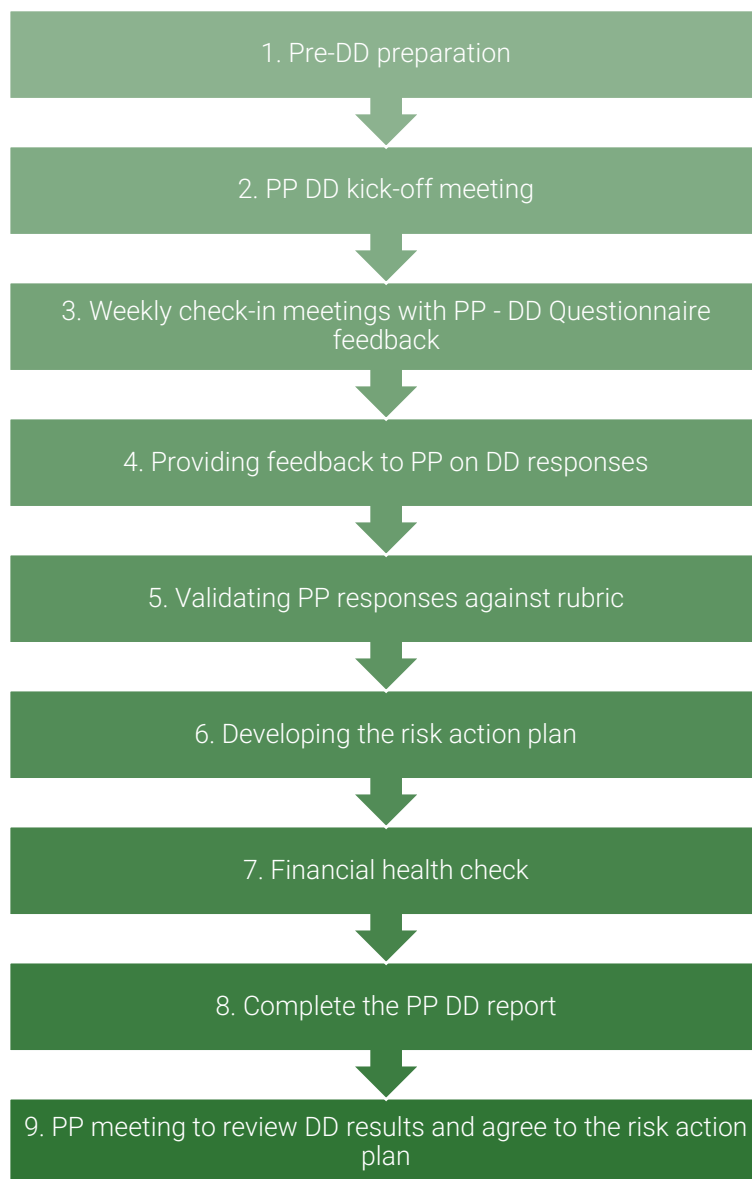 1. Pre-DD preparation
2. PP DD kick-off meeting
3. Weekly check-in meetings with PP - DD Questionnaire
feedback
4. Providing feedback to PP on DD responses
5. Validating PP responses against rubric
6. Developing the risk action plan
7. Financial health check
8. Complete the PP DD report
9. PP meeting to review DD results and agree to the risk action
plan